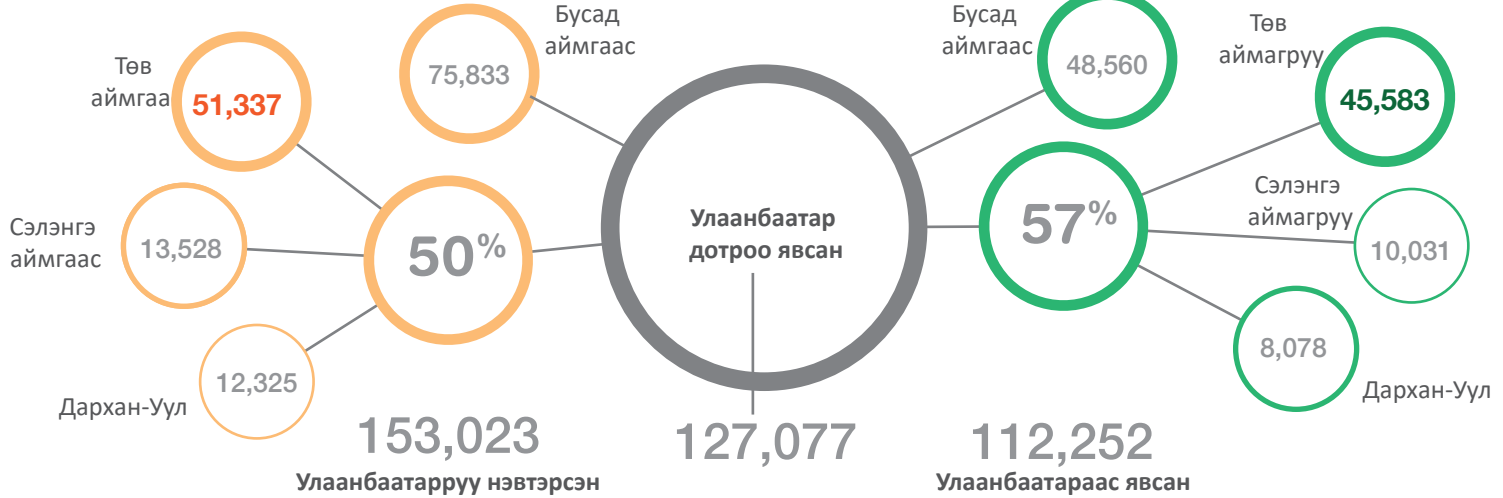 Төв
аймгаа
51,337
Бусад
аймгаас
75,833
Сэлэнгэ
аймгаас
13,528
50%
12,325
Дархан-Уул
153,023
Улаанбаатарруу нэвтэрсэн
Улаанбаатар
дотроо явсан
127,077
Бусад
аймгаас
48,560
Төв
аймагруу
45,583
57%
Сэлэнгэ
аймагруу
10,031
8,078
Дархан-Уул
112,252
Улаанбаатараас явсан